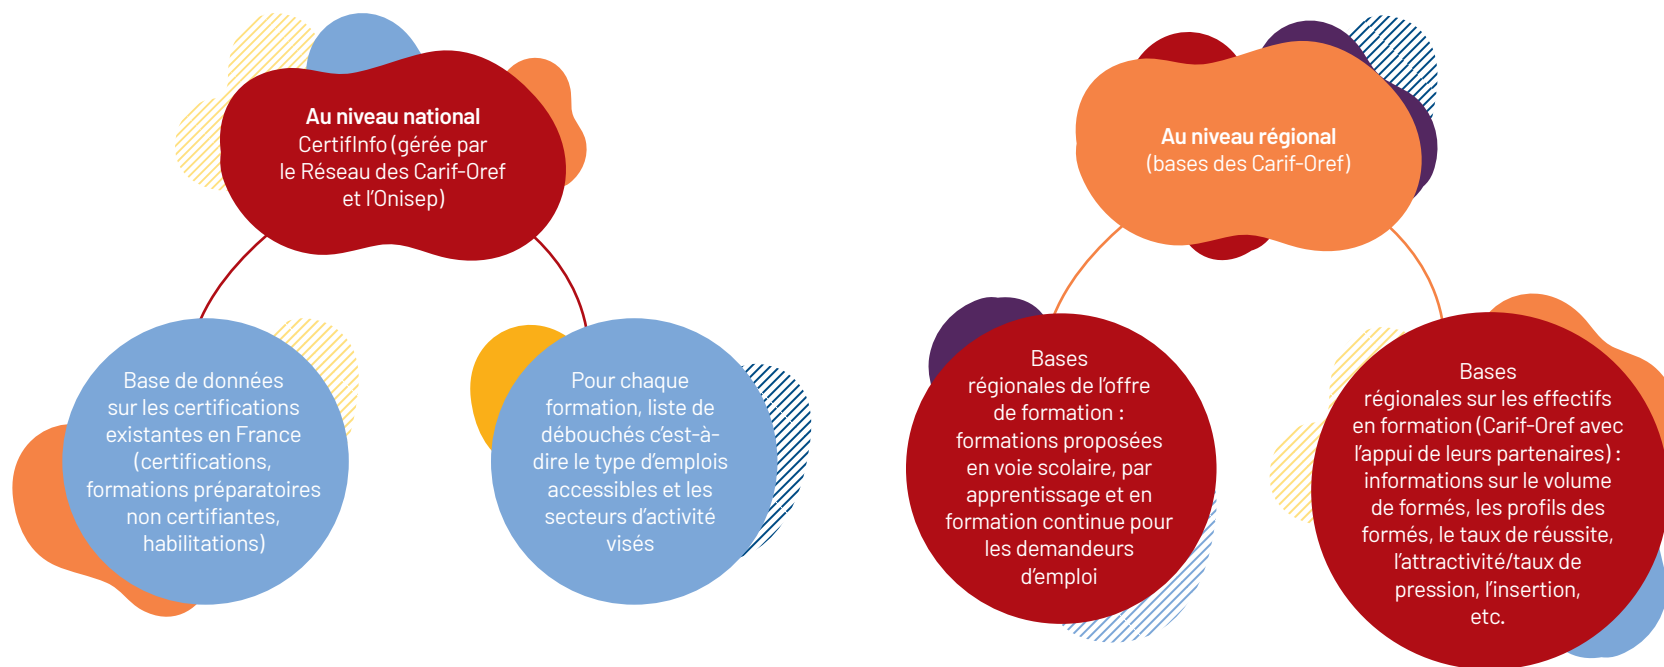 Au niveau national
CertifInfo (gérée par
le Réseau des Carif-Oref
et l'Onisep)
Base de données
sur les certifications
existantes en France
(certifications,
formations préparatoires
non certifiantes,
habilitations)
Pour chaque
formation, liste de
débouchés c'est-à-
dire le type d'emplois
accessibles et les
secteurs d'activité
visés
Au niveau régional
(bases des Carif-Oref)
Bases
régionales de l'offre
de formation :
formations proposées
en voie scolaire, par
apprentissage et en
formation continue pour
les demandeurs
d'emploi
Bases
régionales sur les effectifs
en formation (Carif-Oref avec
l'appui de leurs partenaires) :
informations sur le volume
de formés, les profils des
formés, le taux de réussite,
l'attractivité/taux de
pression, l'insertion,
etc.